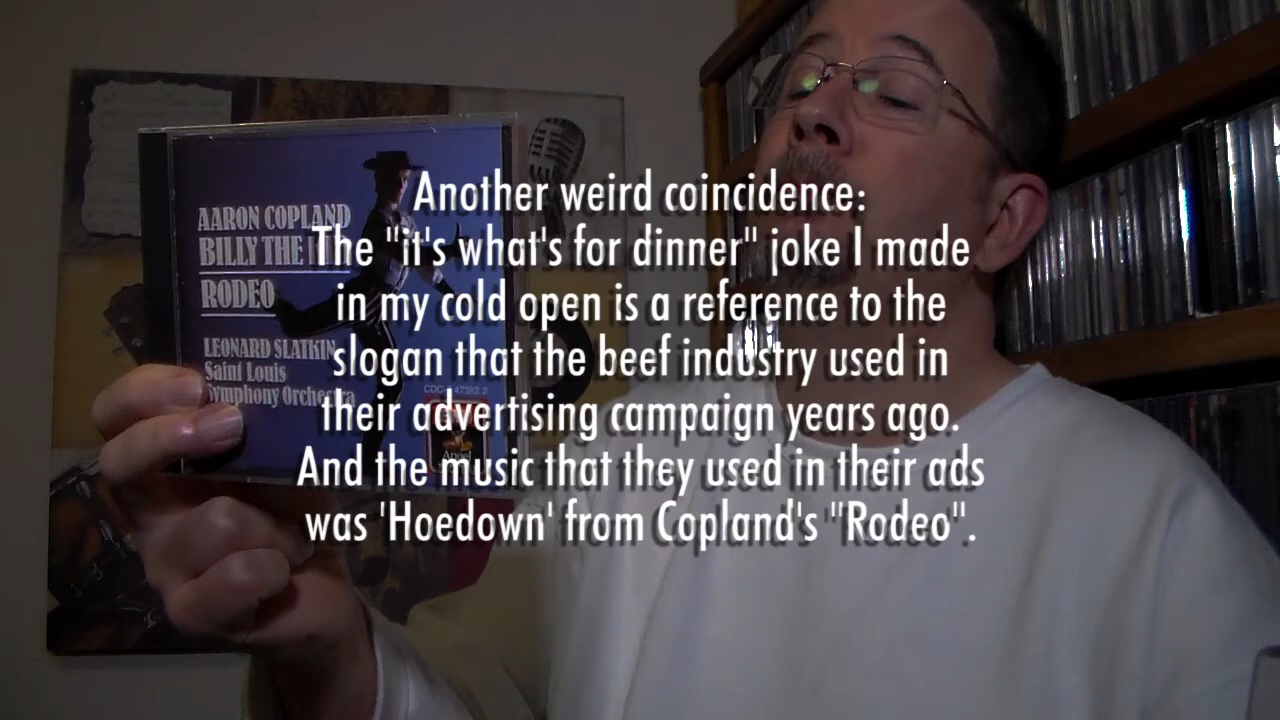 Another weird coincidence:
The "it's what's for dinner" joke I made
in my cold open is a reference to the
slogan that the beef industry used in
their advertising campaign years ago.
And the music that they used in their ads
was 'Hoedown' from Copland's "Rodeo".
AARON COPLAND
BILLY THE
RODEO
LEONARD SLATKIN
Saint Louis
Symphony Orchestra
Angel